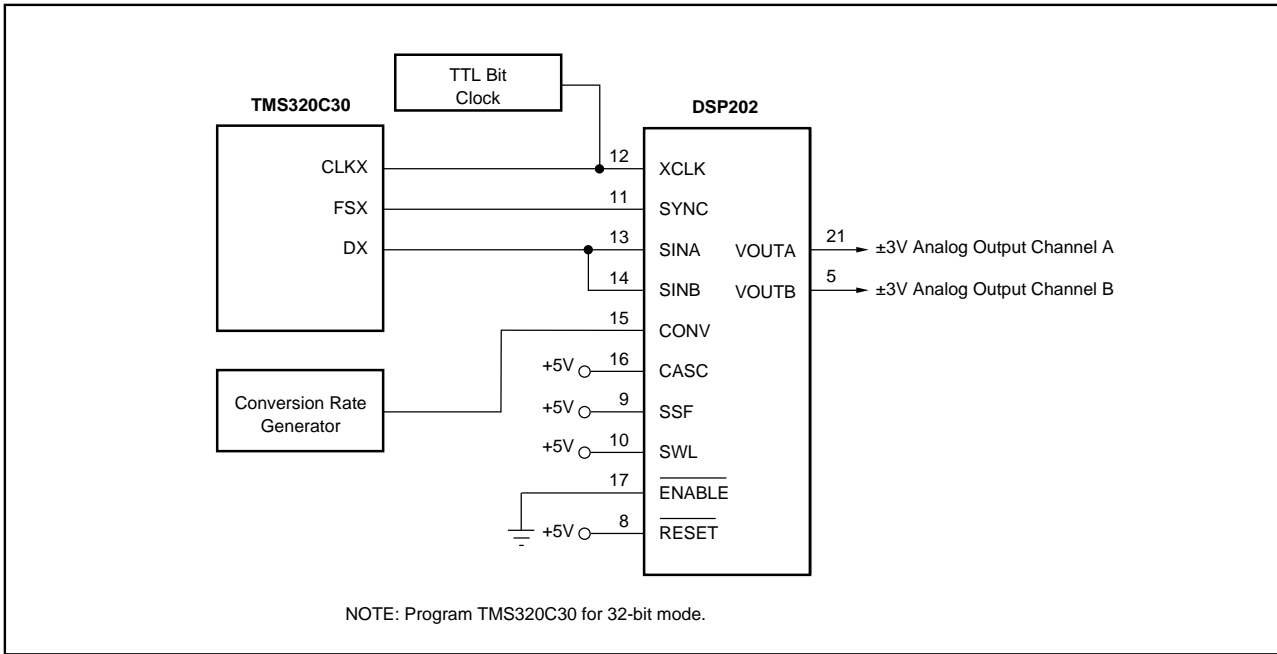 TTL Bit
Clock
TMS320C30
DSP202
CLKX
12
XCLK
FSX
11
SYNC
DX
13
SINA
VOUTA
21
±3V Analog Output Channel A
14
SINB
VOUTB
5
±3V Analog Output Channel B
15
CONV
+5V
16
CASC
Conversion Rate
Generator
+5V
9
SSF
+5V
10
SWL
17
ENABLE
+5V
8
RESET
NOTE: Program TMS320C30 for 32-bit mode.